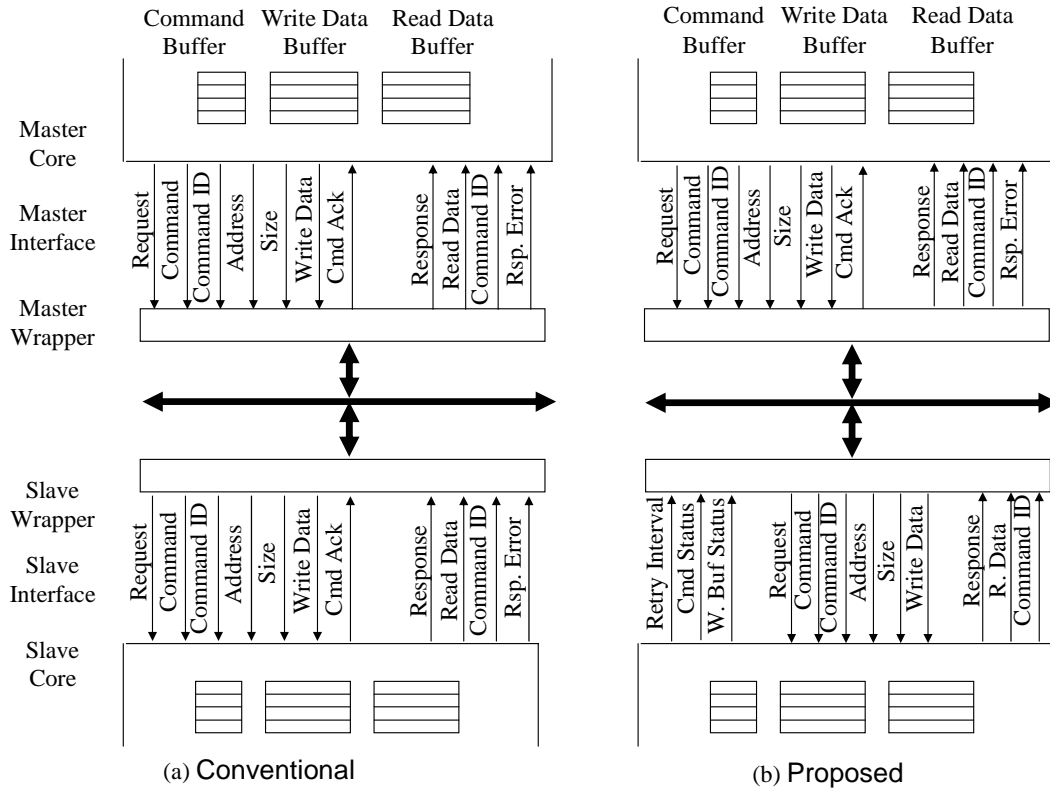 Command Buffer
Write Data Buffer
Read Data Buffer
Command Buffer
Write Data Buffer
Read Data Buffer
Master Core
Master Interface
Master Wrapper
Request
Command
Command ID
Address
Size
Write Data
Cmd Ack
Response
Read Data
Command ID
Rsp. Error
Request
Command
Command ID
Address
Size
Write Data
Cmd Ack
Response
Read Data
Command ID
Rsp. Error
Slave Wrapper
Slave Interface
Slave Core
Request
Command
Command ID
Address
Size
Write Data
Cmd Ack
Response
Read Data
Command ID
Rsp. Error
Retry Interval
Cmd Status
W. Buf Status
Request
Command
Command ID
Address
Size
Write Data
Response
R. Data
Command ID
(a) Conventional
(b) Proposed